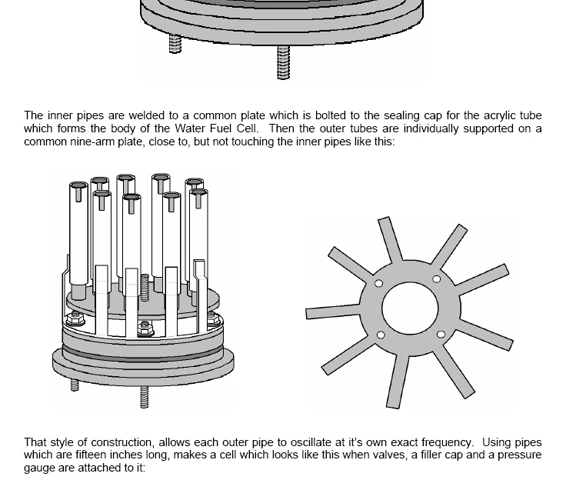 The inner pipes are welded to a common plate which is bolted to the sealing cap for the acrylic tube
which forms the body of the Water Fuel Cell. Then the outer tubes are individually supported on a
common nine-arm plate, close to, but not touching the inner pipes like this:
That style of construction, allows each outer pipe to oscillate at it's own exact frequency. Using pipes
which are fifteen inches long, makes a cell which looks like this when valves, a filler cap and a pressure
gauge are attached to it: